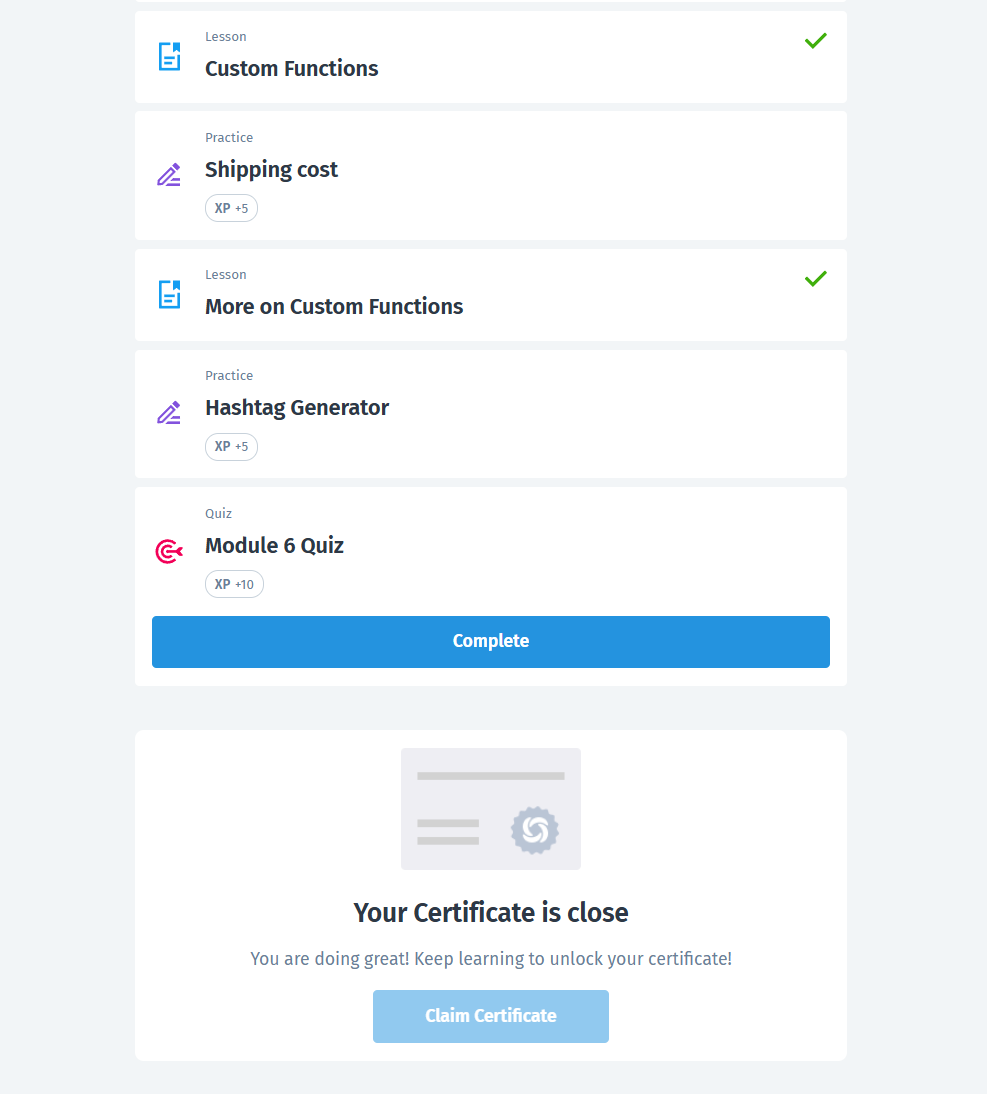 Lesson
Custom Functions
Practice
Shipping cost
XP +5
Lesson
More on Custom Functions
Practice
Hashtag Generator
XP +5
Quiz
Module 6 Quiz
XP +10
Complete
Your Certificate is close
You are doing great! Keep learning to unlock your certificate!
Claim Certificate